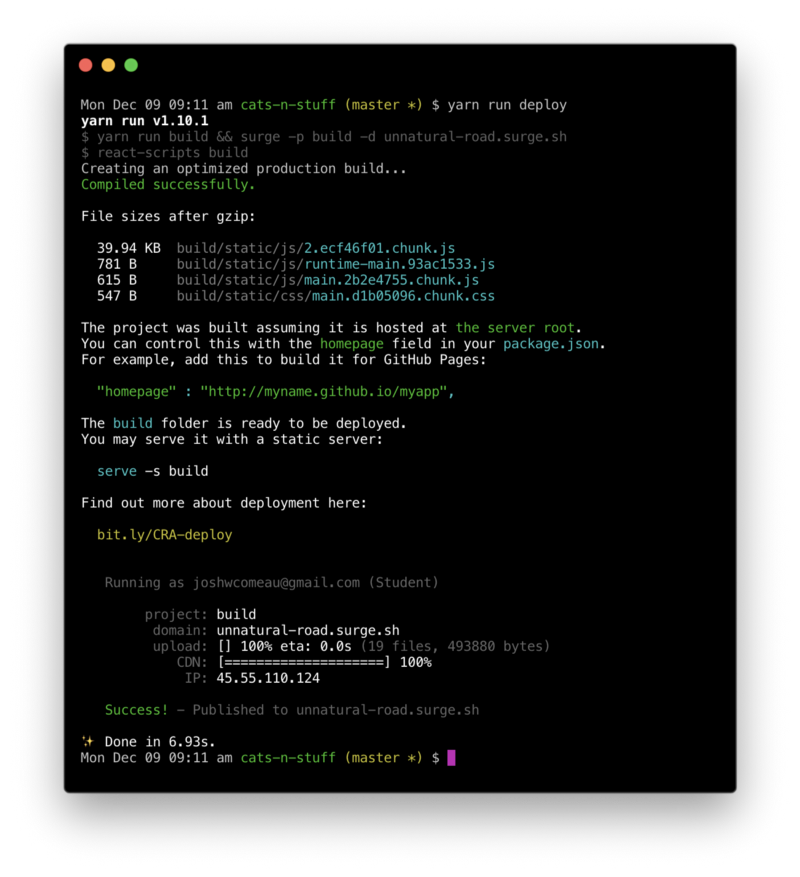 Mon Dec 09 09:11 am cats-n-stuff (master *) $ yarn run deploy
yarn run v1.10.1
$ yarn run build && surge -p build -d unnatural-road.surge.sh
$ react-scripts build
Creating an optimized production build...
Compiled successfully.
File sizes after gzip:
39.94 KB  build/static/js/2.ecf46f01.chunk.js
781 B     build/static/js/runtime-main.93ac1533.js
615 B     build/static/js/main.2b2e4755.chunk.js
547 B     build/static/css/main.d1b05096.chunk.css
The project was built assuming it is hosted at the server root.
You can control this with the homepage field in your package.json.
For example, add this to build it for GitHub Pages:
"homepage" : "http://myname.github.io/myapp",
The build folder is ready to be deployed.
You may serve it with a static server:
serve -s build
Find out more about deployment here:
bit.ly/CRA-deploy
Running as joshwcomeau@gmail.com (Student)
project: build
domain: unnatural-road.surge.sh
upload: [] 100% eta: 0.0s (19 files, 493880 bytes)
CDN: [====================] 100%
IP: 45.55.110.124
Success! - Published to unnatural-road.surge.sh
✨ Done in 6.93s.
Mon Dec 09 09:11 am cats-n-stuff (master *) $